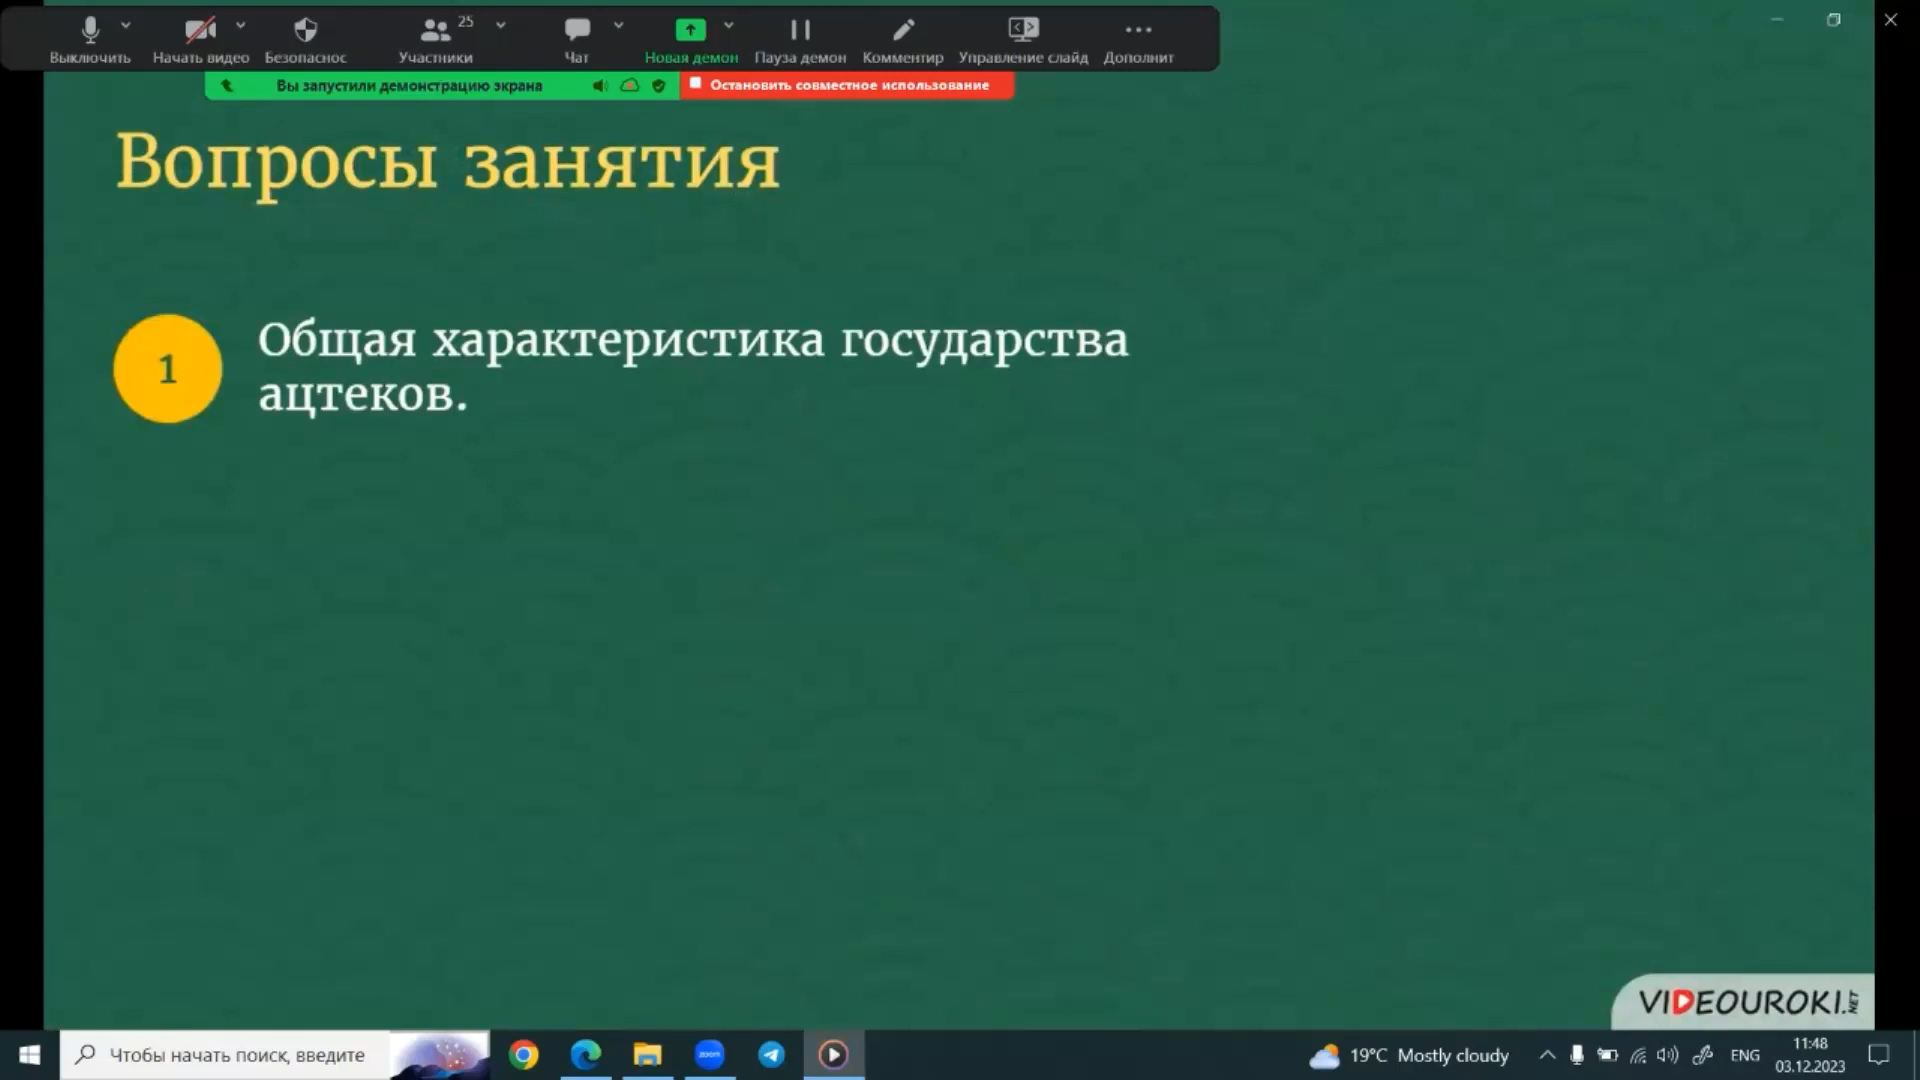 25
Выключить
Начать видео
Безопаснос
Участники
Чат
Новая демон
Пауза демон
Комментир
Управление слайд
Дополнит
Вы запустили демонстрацию экрана
Остановить совместное использование
Вопросы занятия
1
Общая характеристика государства
ацтеков.
VIDEOUROKI.NET
Чтобы начать поиск, введите
zoom
19°C Mostly cloudy
ENG
11:48
03.12.2023